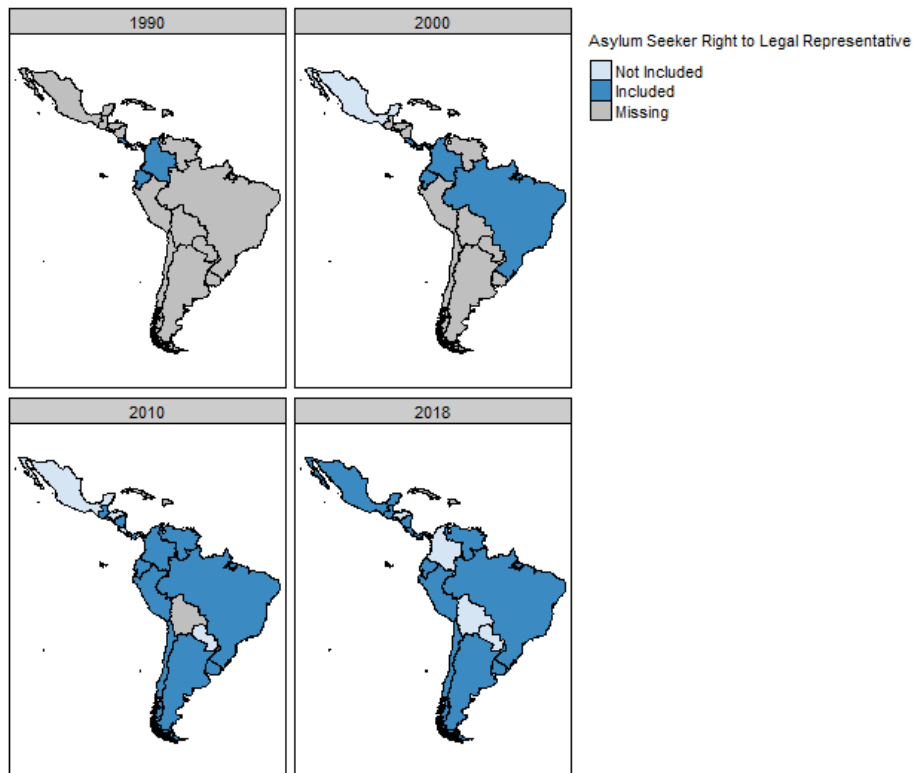 1990
2000
Asylum Seeker Right to Legal Representative
Not Included
Included
Missing
2010
2018